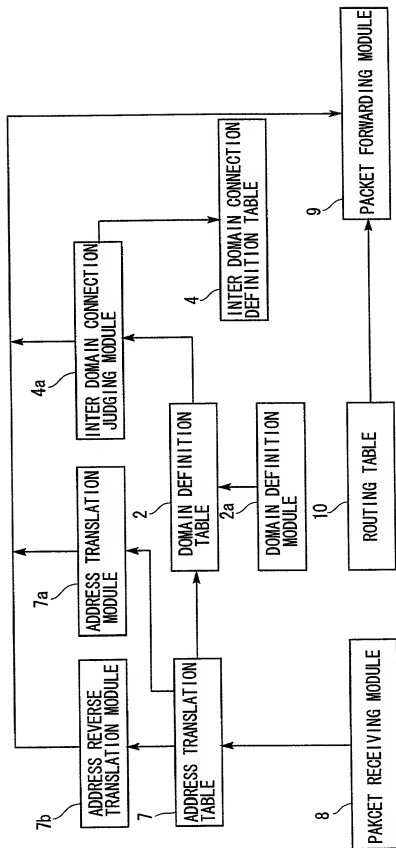 7b
ADDRESS REVERSE
TRANSLATION MODULE
7a
ADDRESS TRANSLATION
MODULE
4a
INTER DOMAIN CONNECTION
JUDGING MODULE
7
ADDRESS TRANSLATION
TABLE
2
DOMAIN DEFINITION
TABLE
4
INTER DOMAIN CONNECTION
DEFINITION TABLE
2a
DOMAIN DEFINITION
MODULE
8
PAKCET RECEIVING MODULE
10
ROUTING TABLE
9
PACKET FORWARDING MODULE